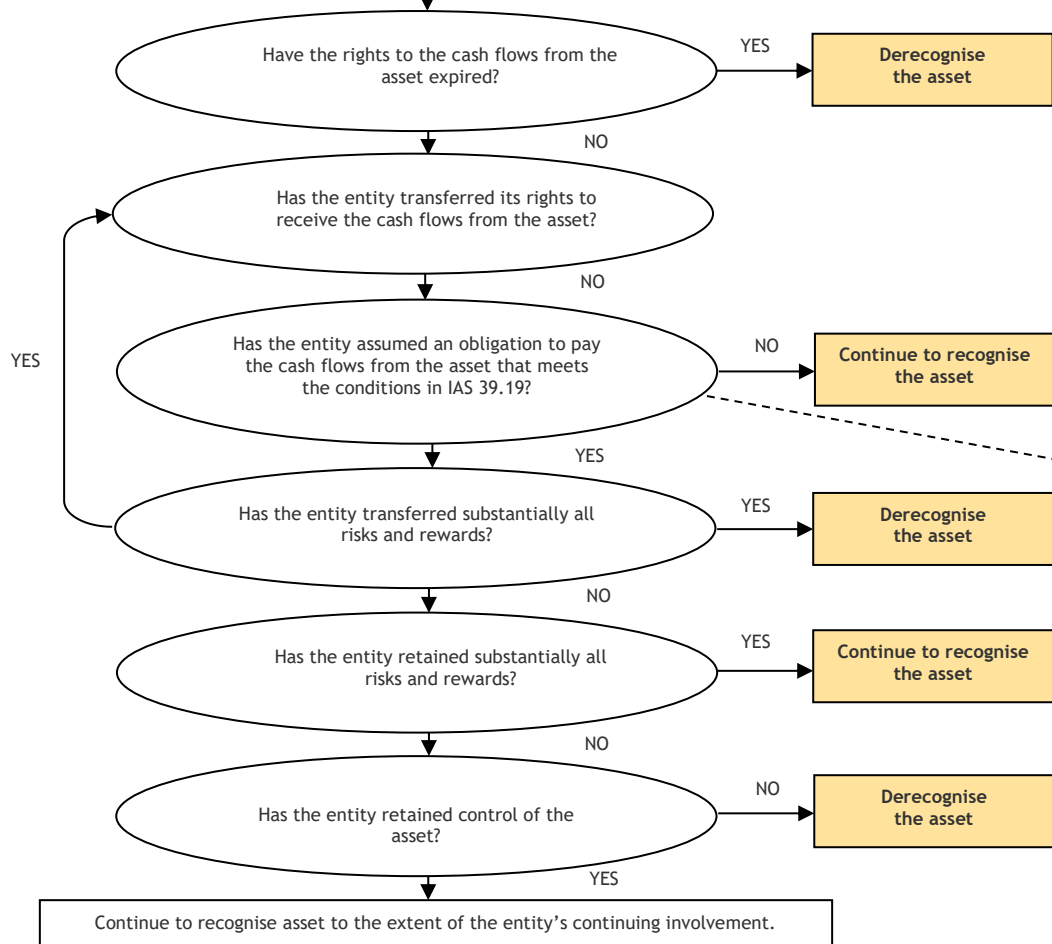 Have the rights to the cash flows from the
asset expired?
YES
Derecognise
the asset
NO
Has the entity transferred its rights to
receive the cash flows from the asset?
NO
YES
Has the entity assumed an obligation to pay
the cash flows from the asset that meets
the conditions in IAS 39.19?
NO
Continue to recognise
the asset
YES
Has the entity transferred substantially all
risks and rewards?
YES
Derecognise
the asset
NO
Has the entity retained substantially all
risks and rewards?
YES
Continue to recognise
the asset
NO
Has the entity retained control of the
asset?
NO
Derecognise
the asset
YES
Continue to recognise asset to the extent of the entity’s continuing involvement.